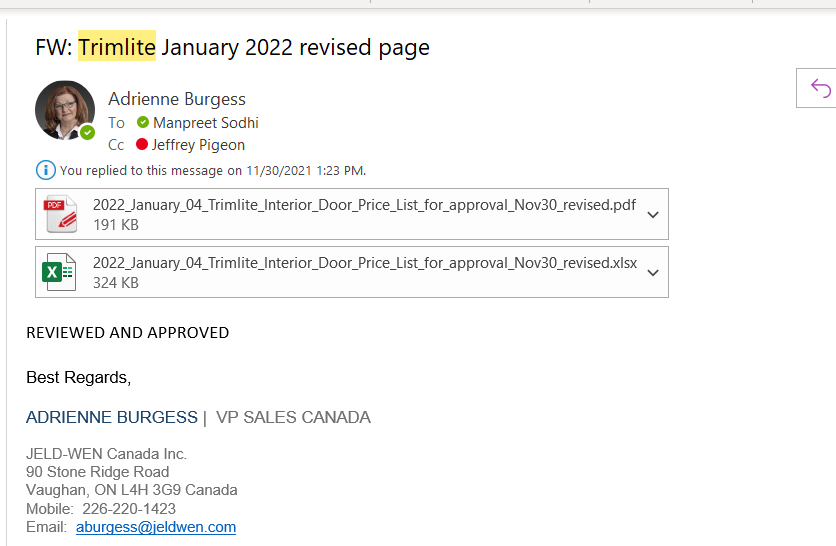 FW: Trimlite January 2022 revised page
Adrienne Burgess
To Manpreet Sodhi
Cc Jeffrey Pigeon
You replied to this message on 11/30/2021 1:23 PM.
PDF
2022_January_04_Trimlite_Interior_Door_Price_List_for_approval_Nov30_revised.pdf
191 KB
X
2022_January_04_Trimlite_Interior_Door_Price_List_for_approval_Nov30_revised.xlsx
324 KB
REVIEWED AND APPROVED
Best Regards,
ADRIENNE BURGESS | VP SALES CANADA
JELD-WEN Canada Inc.
90 Stone Ridge Road
Vaughan, ON L4H 3G9 Canada
Mobile: 226-220-1423
Email: aburgess@jeldwen.com